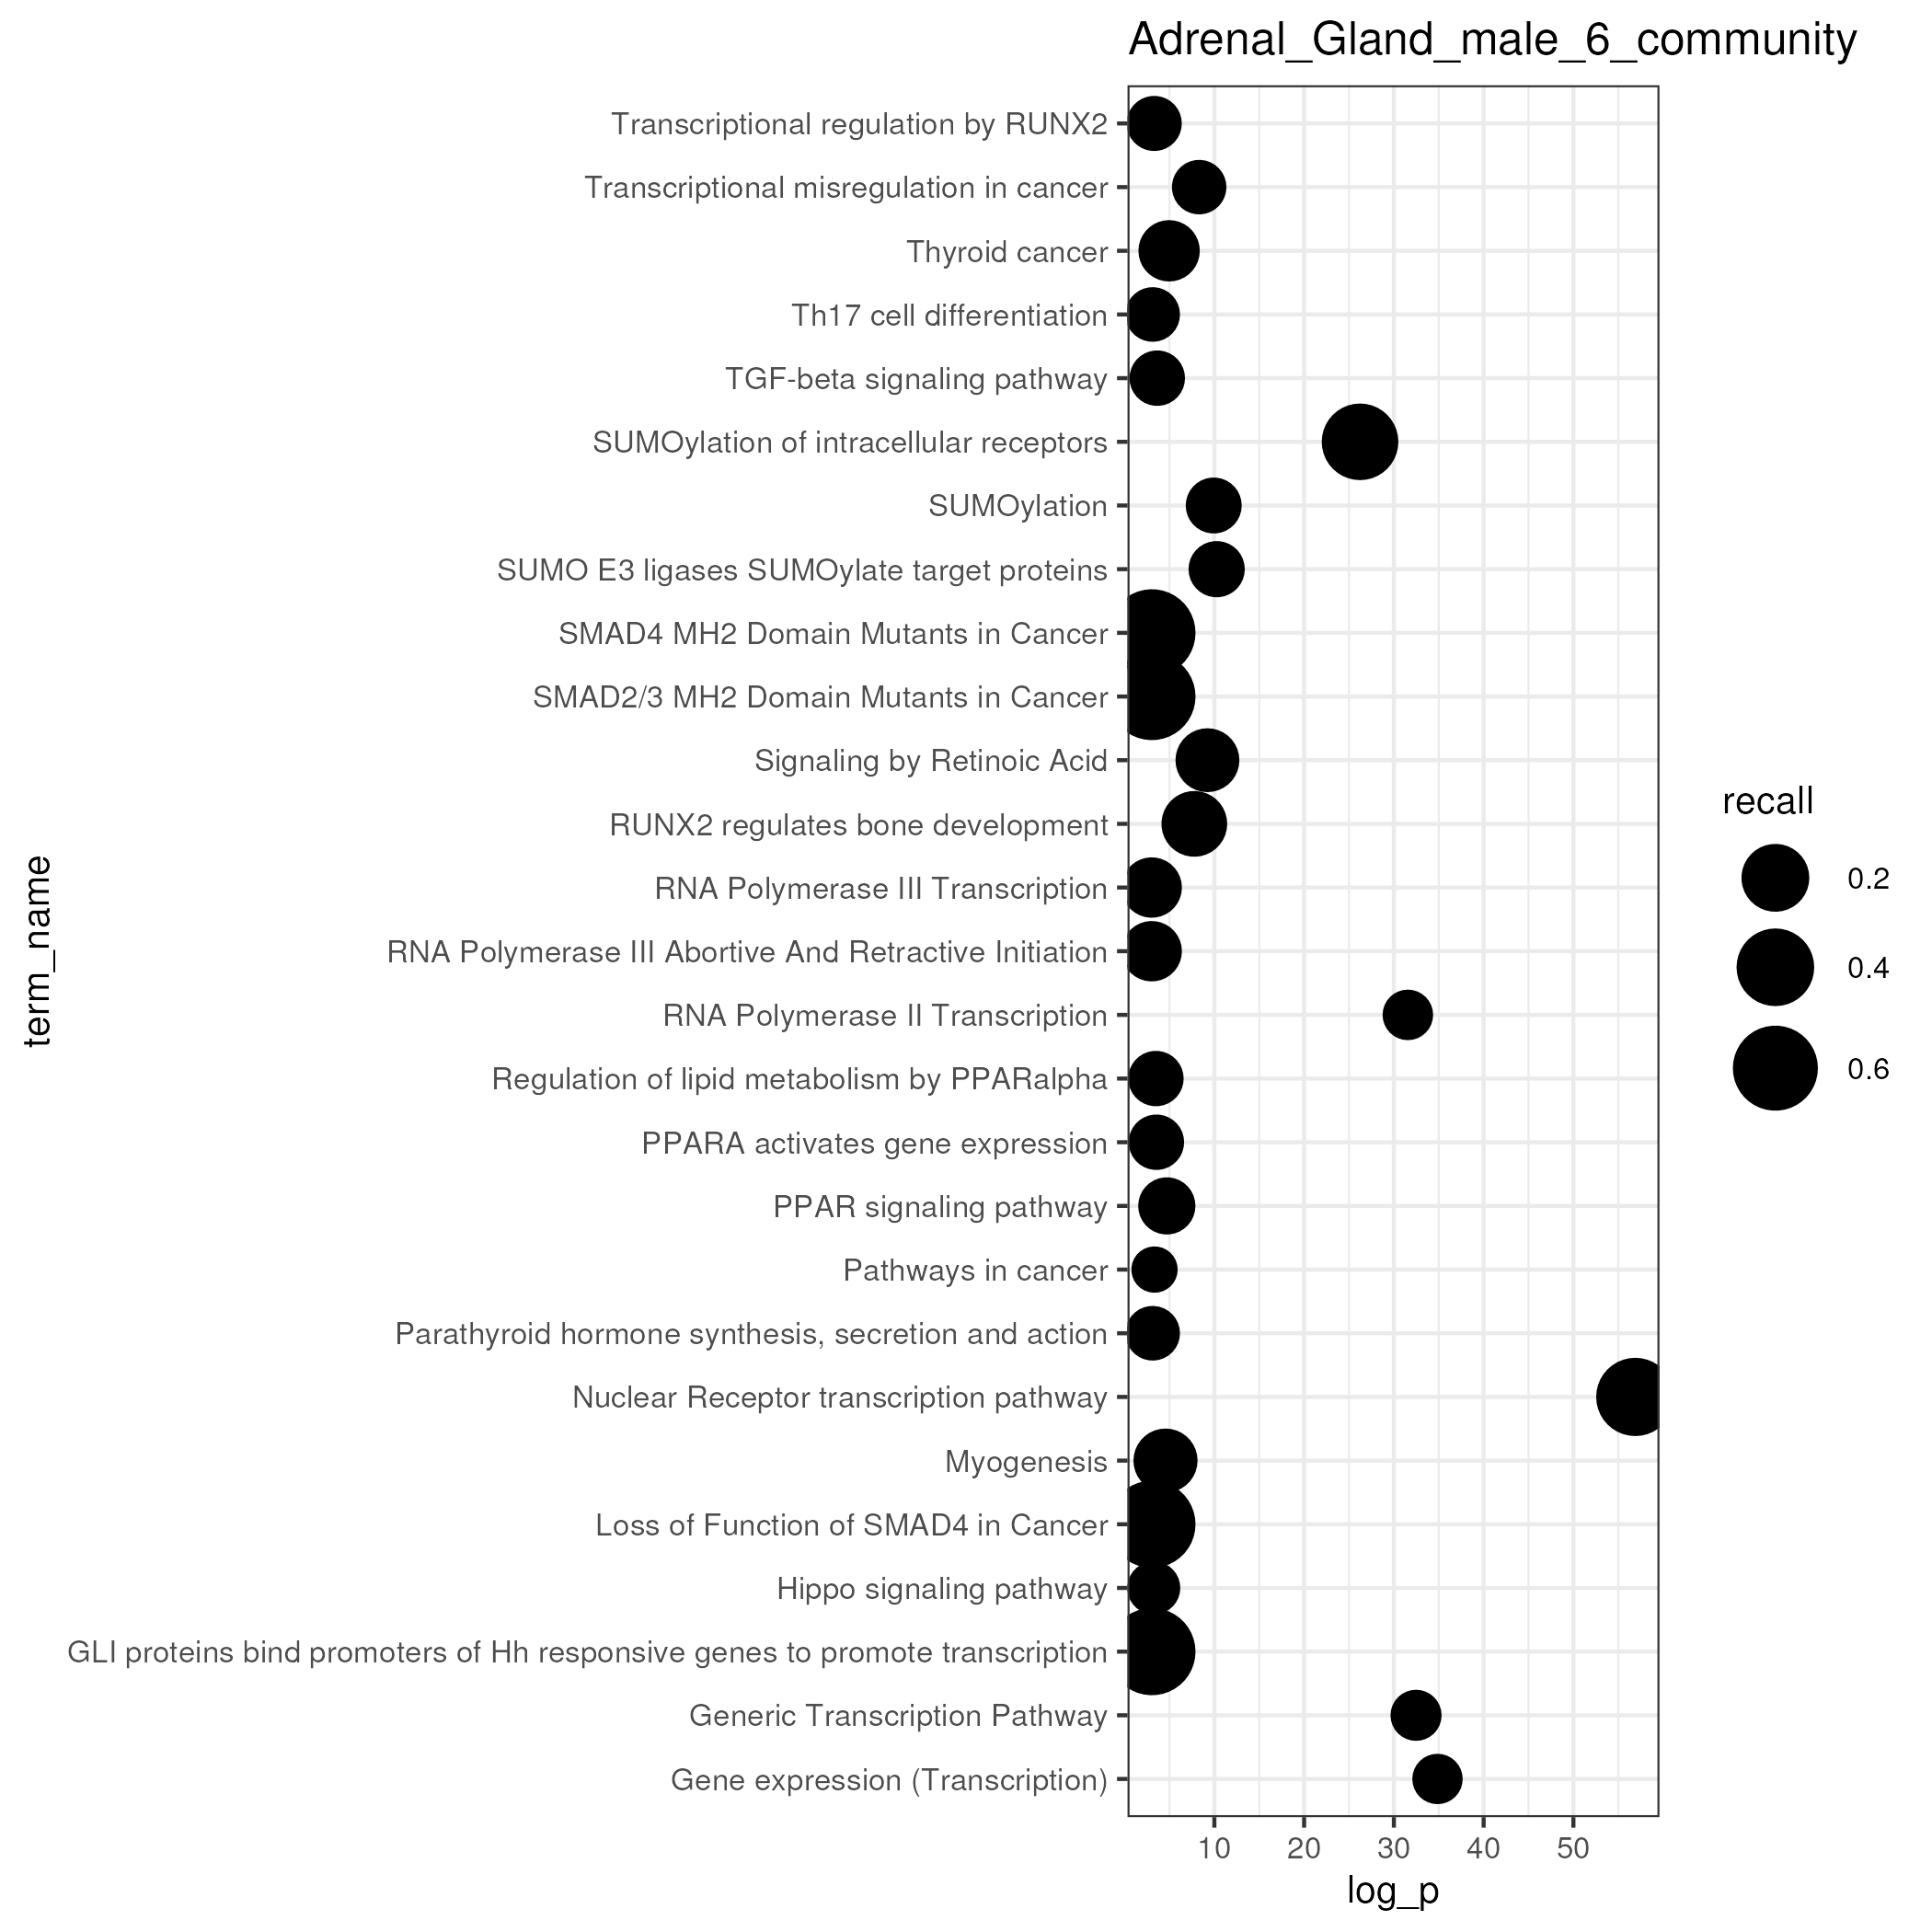 Adrenal_Gland_male_6_community
Transcriptional regulation by RUNX2
Transcriptional misregulation in cancer
Thyroid cancer
Th17 cell differentiation
TGF-beta signaling pathway
SUMOylation of intracellular receptors
SUMOylation
SUMO E3 ligases SUMOylate target proteins
SMAD4 MH2 Domain Mutants in Cancer
SMAD2/3 MH2 Domain Mutants in Cancer
Signaling by Retinoic Acid
RUNX2 regulates bone development
RNA Polymerase III Transcription
RNA Polymerase III Abortive And Retractive Initiation
RNA Polymerase II Transcription
Regulation of lipid metabolism by PPARalpha
PPARA activates gene expression
PPAR signaling pathway
Pathways in cancer
Parathyroid hormone synthesis, secretion and action
Nuclear Receptor transcription pathway
Myogenesis
Loss of Function of SMAD4 in Cancer
Hippo signaling pathway
GLI proteins bind promoters of Hh responsive genes to promote transcription
Generic Transcription Pathway
Gene expression (Transcription)
term_name
10 20 30 40 50
log_p
recall
0.2
0.4
0.6